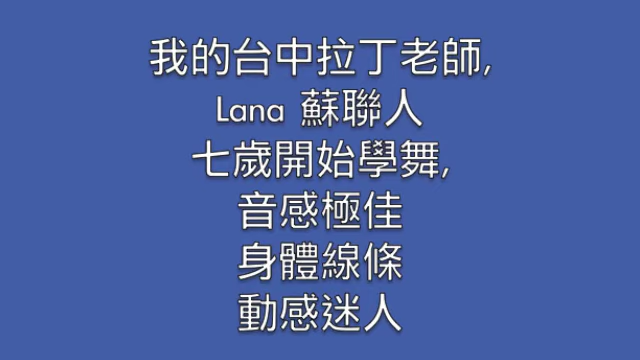 我的台中拉丁老師,
Lana 蘇聯人
七歲開始學舞,
音感極佳
身體線條
動感迷人